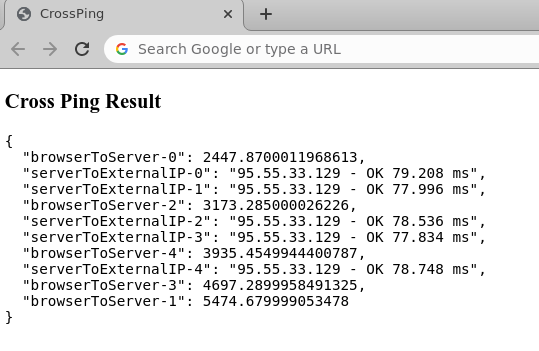 CrossPing
Search Google or type a URL
Cross Ping Result
{
"browserToServer-0": 2447.8700011968613,
"serverToExternalIP-0": "95.55.33.129 - OK 79.208 ms",
"serverToExternalIP-1": "95.55.33.129 - OK 77.996 ms",
"browserToServer-2": 3173.285000026226,
"serverToExternalIP-2": "95.55.33.129 - OK 78.536 ms",
"serverToExternalIP-3": "95.55.33.129 - OK 77.834 ms",
"browserToServer-4": 3935.4549944400787,
"serverToExternalIP-4": "95.55.33.129 - OK 78.748 ms",
"browserToServer-3": 4697.2899958491325,
"browserToServer-1": 5474.679999053478
}